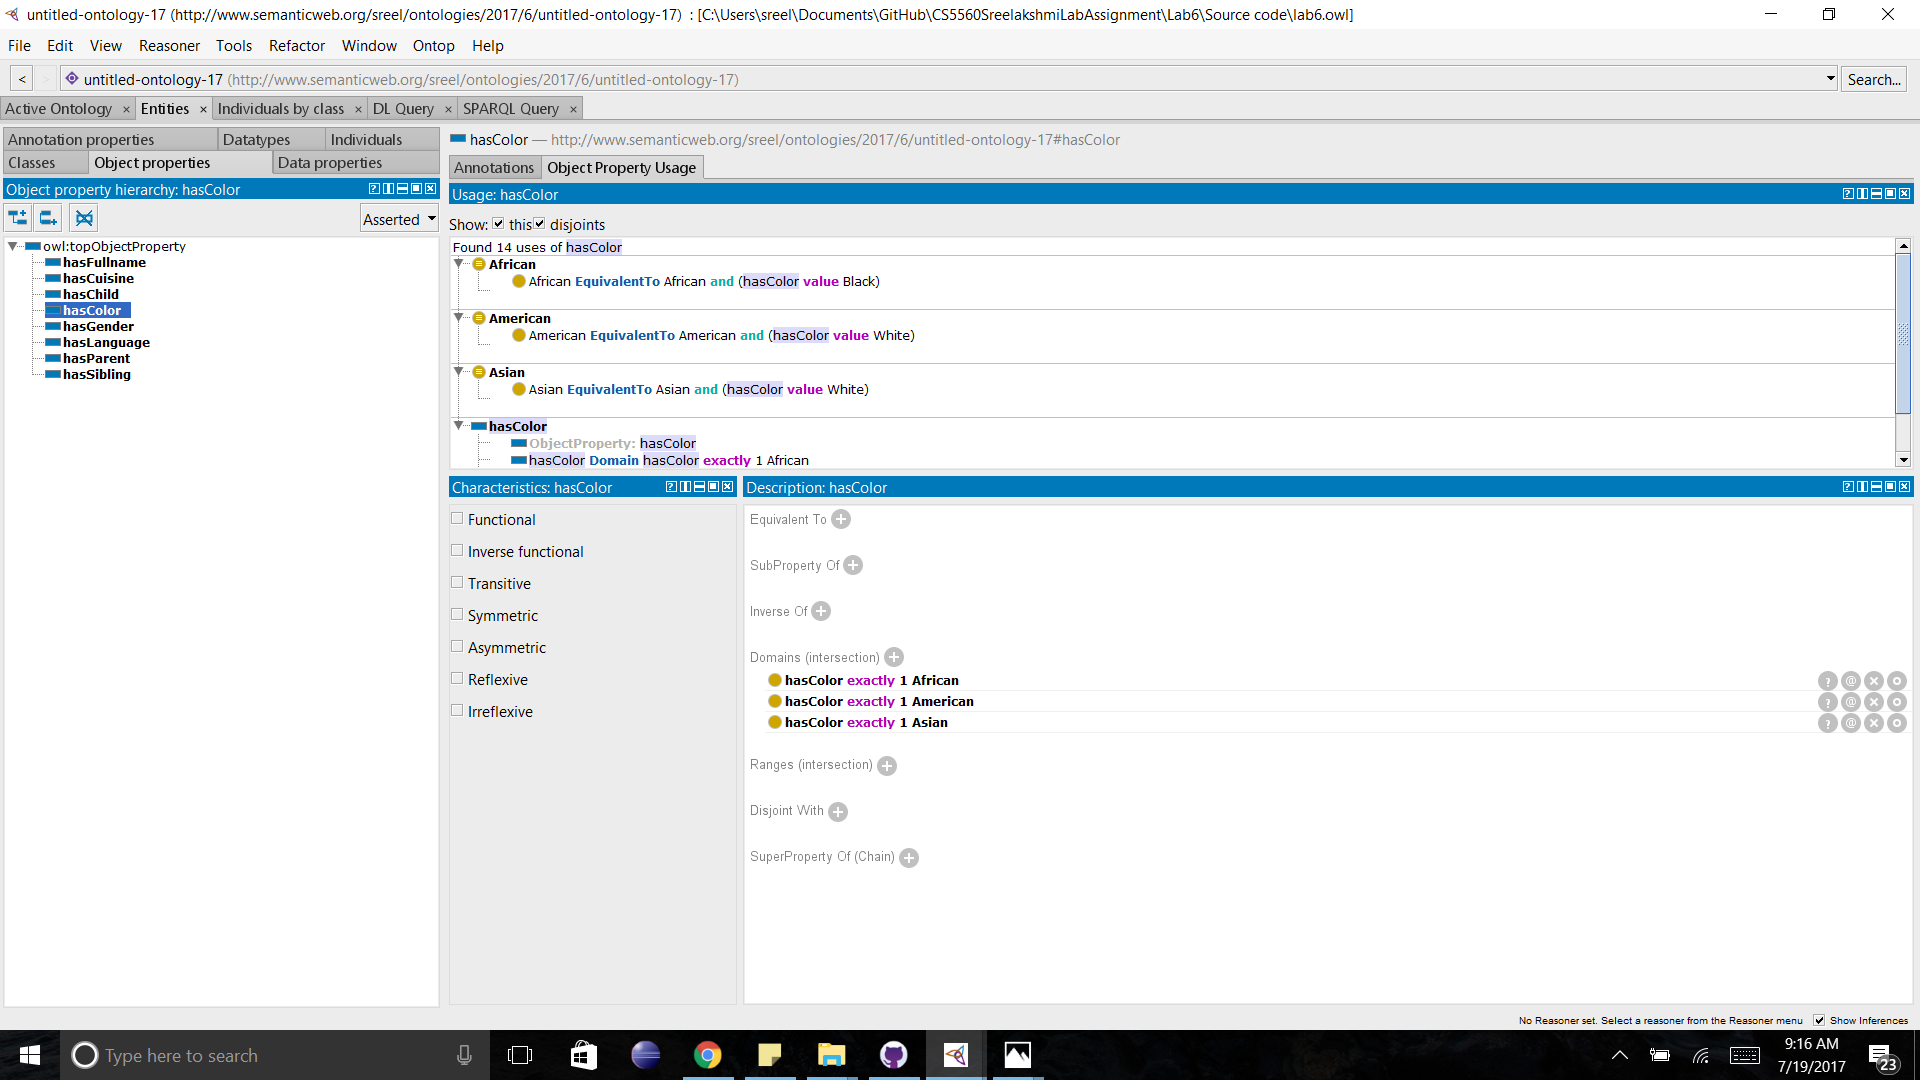 untitled-ontology-17 (http://www.semanticweb.org/sreel/ontologies/2017/6/untitled-ontology-17) : [C:\Users\sreel\Documents\GitHub\CS5560SreelakshmiLabAssignment\Lab6\Source code\lab6.owl]
File Edit View Reasoner Tools Refactor Window Ontop Help
< > untitled-ontology-17 (http://www.semanticweb.org/sreel/ontologies/2017/6/untitled-ontology-17) Search...
Active Ontology × Entities × Individuals by class × DL Query × SPARQL Query ×
Annotation properties Datatypes Individuals
Classes Object properties Data properties
Object property hierarchy: hasColor
Asserted
owl:topObjectProperty
hasFullname
hasCuisine
hasChild
hasColor
hasGender
hasLanguage
hasParent
hasSibling
hasColor — http://www.semanticweb.org/sreel/ontologies/2017/6/untitled-ontology-17#hasColor
Annotations Object Property Usage
Usage: hasColor
Show: this disjoints
Found 14 uses of hasColor
African
African EquivalentTo African and (hasColor value Black)
American
American EquivalentTo American and (hasColor value White)
Asian
Asian EquivalentTo Asian and (hasColor value White)
hasColor
ObjectProperty: hasColor
hasColor Domain hasColor exactly 1 African
Characteristics: hasColor
Functional
Inverse functional
Transitive
Symmetric
Asymmetric
Reflexive
Irreflexive
Description: hasColor
Equivalent To
SubProperty Of
Inverse Of
Domains (intersection)
hasColor exactly 1 African
hasColor exactly 1 American
hasColor exactly 1 Asian
Ranges (intersection)
Disjoint With
SuperProperty Of (Chain)
No Reasoner set. Select a reasoner from the Reasoner menu Show Inferences
Type here to search
9:16 AM
7/19/2017
23